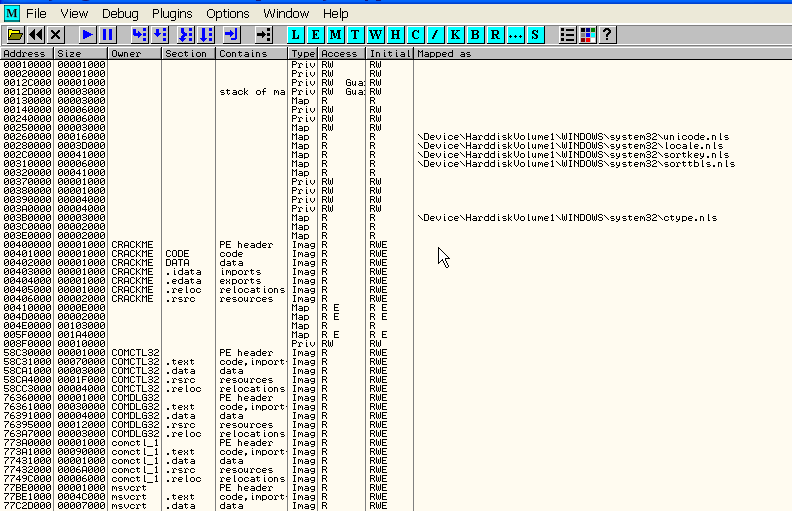 M File View Debug Plugins Options Window Help
L E M T W H C / K B R ... S ?
Address Size Owner Section Contains Type Access Initial Mapped as
00010000 00001000 Priv RW RW
00020000 00001000 Priv RW RW
0012C000 00001000 Priv RW Gua: RW
0012D000 00003000 stack of ma Priv RW Gua: RW
00130000 00003000 Map R R
00140000 00006000 Priv RW RW
00240000 00006000 Priv RW RW
00250000 00003000 Map RW RW
00260000 00016000 Map R R \Device\HarddiskVolume1\WINDOWS\system32\unicode.nls
00280000 0003D000 Map R R \Device\HarddiskVolume1\WINDOWS\system32\locale.nls
002C0000 00041000 Map R R \Device\HarddiskVolume1\WINDOWS\system32\sortkey.nls
00310000 00006000 Map R R \Device\HarddiskVolume1\WINDOWS\system32\sorttbls.nls
00320000 00041000 Map R R
00370000 00001000 Priv RW RW
00380000 00001000 Priv RW RW
00390000 00004000 Priv RW RW
003A0000 00004000 Priv RW RW
003B0000 00003000 Map R R \Device\HarddiskVolume1\WINDOWS\system32\ctype.nls
003C0000 00002000 Map R R
003E0000 00002000 Map R R
00400000 00001000 CRACKME PE header Imag R RWE
00401000 00001000 CRACKME CODE code Imag R RWE
00402000 00001000 CRACKME DATA data Imag R RWE
00403000 00001000 CRACKME .idata imports Imag R RWE
00404000 00001000 CRACKME .edata exports Imag R RWE
00405000 00001000 CRACKME .reloc relocations Imag R RWE
00406000 00002000 CRACKME .rsrc resources Imag R RWE
00410000 0000E000 Map R E R E
004D0000 00002000 Map R E R E
004E0000 00103000 Map R R
005F0000 001A4000 Map R E R E
008F0000 00010000 Priv RW RW
58C30000 00001000 COMCTL32 PE header Imag R RWE
58C31000 00070000 COMCTL32 .text code,import Imag R RWE
58CA1000 00003000 COMCTL32 .data data Imag R RWE
58CA4000 0001F000 COMCTL32 .rsrc resources Imag R RWE
58CC3000 00004000 COMCTL32 .reloc relocations Imag R RWE
76360000 00001000 COMDLG32 PE header Imag R RWE
76361000 00030000 COMDLG32 .text code,import Imag R RWE
76391000 00004000 COMDLG32 .data data Imag R RWE
76395000 00012000 COMDLG32 .rsrc resources Imag R RWE
763A7000 00003000 COMDLG32 .reloc relocations Imag R RWE
773A0000 00001000 comctl_1 PE header Imag R RWE
773A1000 00090000 comctl_1 .text code,import Imag R RWE
77431000 00001000 comctl_1 .data data Imag R RWE
77432000 0006A000 comctl_1 .rsrc resources Imag R RWE
7749C000 00006000 comctl_1 .reloc relocations Imag R RWE
77BE0000 00001000 msvcrt PE header Imag R RWE
77BE1000 0004C000 msvcrt .text code,import Imag R RWE
77C2D000 00007000 msvcrt .data data Imag R RWE